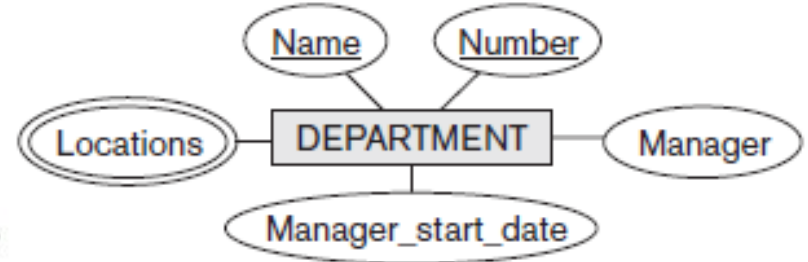 Name
Number
Locations
DEPARTMENT
Manager
Manager_start_date